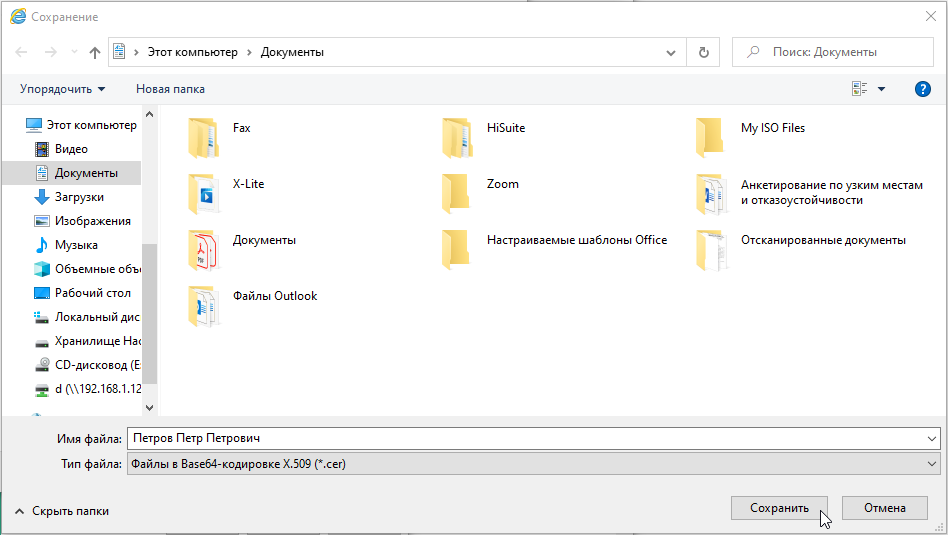 Сохранение
Этот компьютер
Документы
Поиск: Документы
Упорядочить
Новая папка
?
Этот компьютер
Видео
Документы
Загрузки
Изображения
Музыка
Объемные объ
Рабочий стол
Локальный дис
Хранилище Нас
CD-дисковод (E
d (\\192.168.1.12
Fax
HiSuite
My ISO Files
X-Lite
Zoom
Анкетирование по узким местам
и отказоустойчивости
Документы
Настраиваемые шаблоны Office
Отсканированные документы
Файлы Outlook
PDF
Имя файла:
Петров Петр Петрович
Тип файла:
Файлы в Base64-кодировке X.509 (*.cer)
Скрыть папки
Сохранить
Отмена